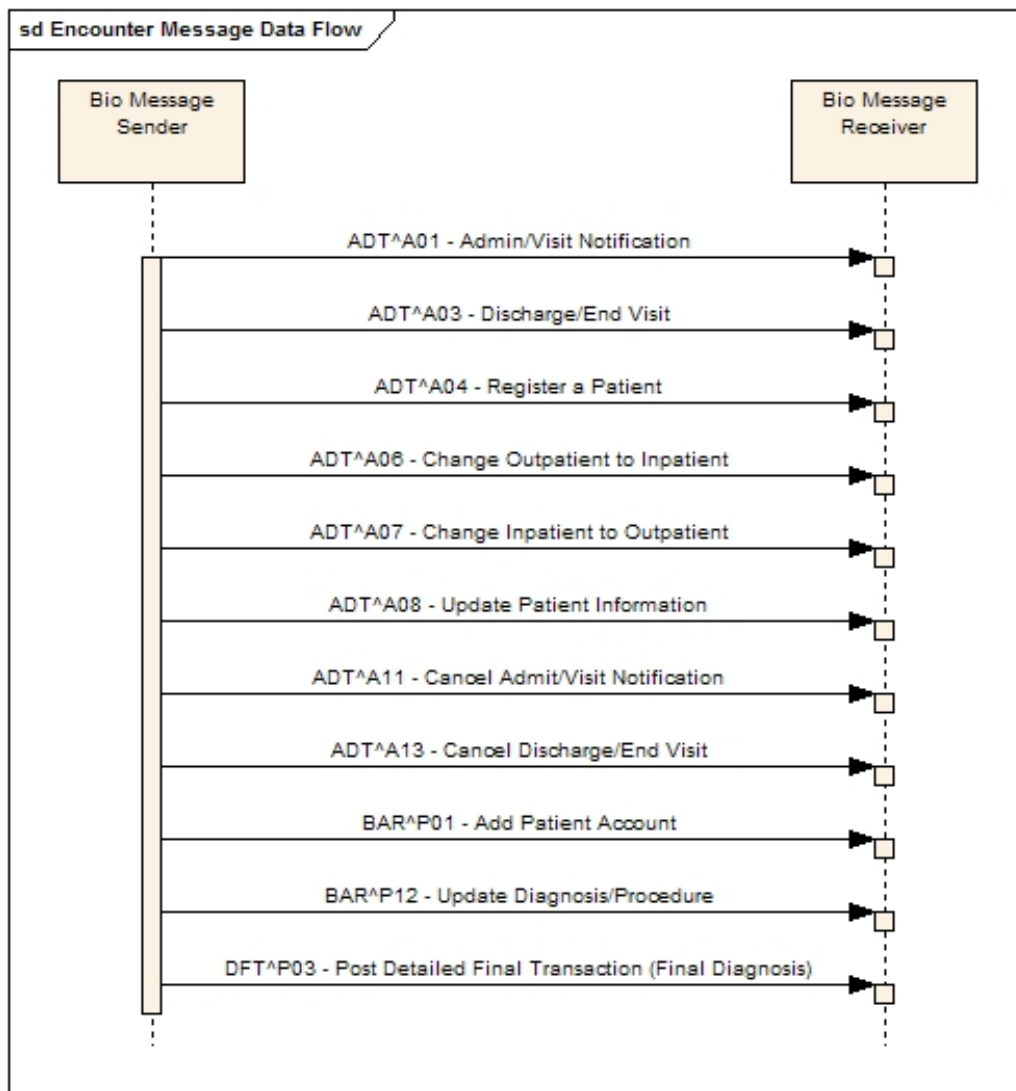 sd Encounter Message Data Flow
Bio Message
Sender
Bio Message
Receiver
ADT^A01 - Admin/Visit Notification
ADT^A03 - Discharge/End Visit
ADT^A04 - Register a Patient
ADT^A06 - Change Outpatient to Inpatient
ADT^A07 - Change Inpatient to Outpatient
ADT^A08 - Update Patient Information
ADT^A11 - Cancel Admit/Visit Notification
ADT^A13 - Cancel Discharge/End Visit
BAR^P01 - Add Patient Account
BAR^P12 - Update Diagnosis/Procedure
DFT^P03 - Post Detailed Final Transaction (Final Diagnosis)